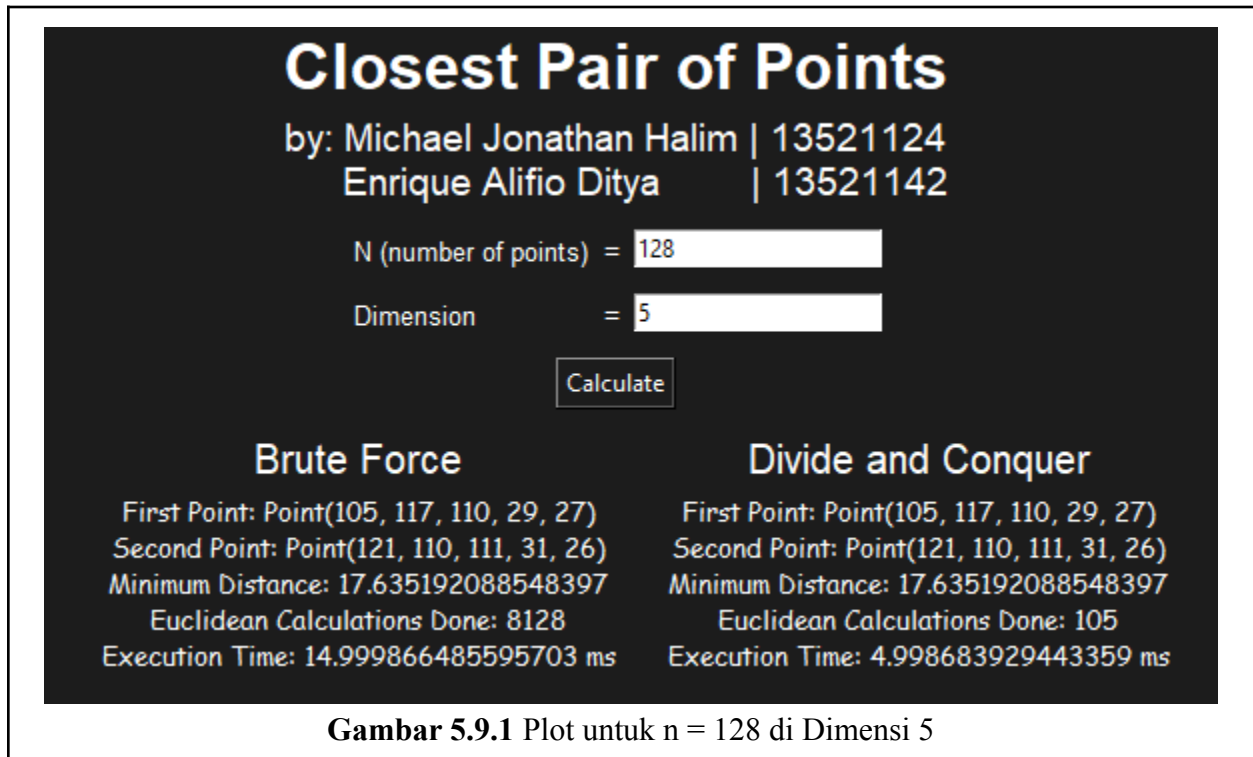 Closest Pair of Points
by: Michael Jonathan Halim | 13521124
Enrique Alifio Ditya | 13521142
N (number of points) = 128
Dimension = 5
Calculate
Brute Force
First Point: Point(105, 117, 110, 29, 27)
Second Point: Point(121, 110, 111, 31, 26)
Minimum Distance: 17.635192088548397
Euclidean Calculations Done: 8128
Execution Time: 14.999866485595703 ms
Divide and Conquer
First Point: Point(105, 117, 110, 29, 27)
Second Point: Point(121, 110, 111, 31, 26)
Minimum Distance: 17.635192088548397
Euclidean Calculations Done: 105
Execution Time: 4.998683929443359 ms
Gambar 5.9.1 Plot untuk n = 128 di Dimensi 5